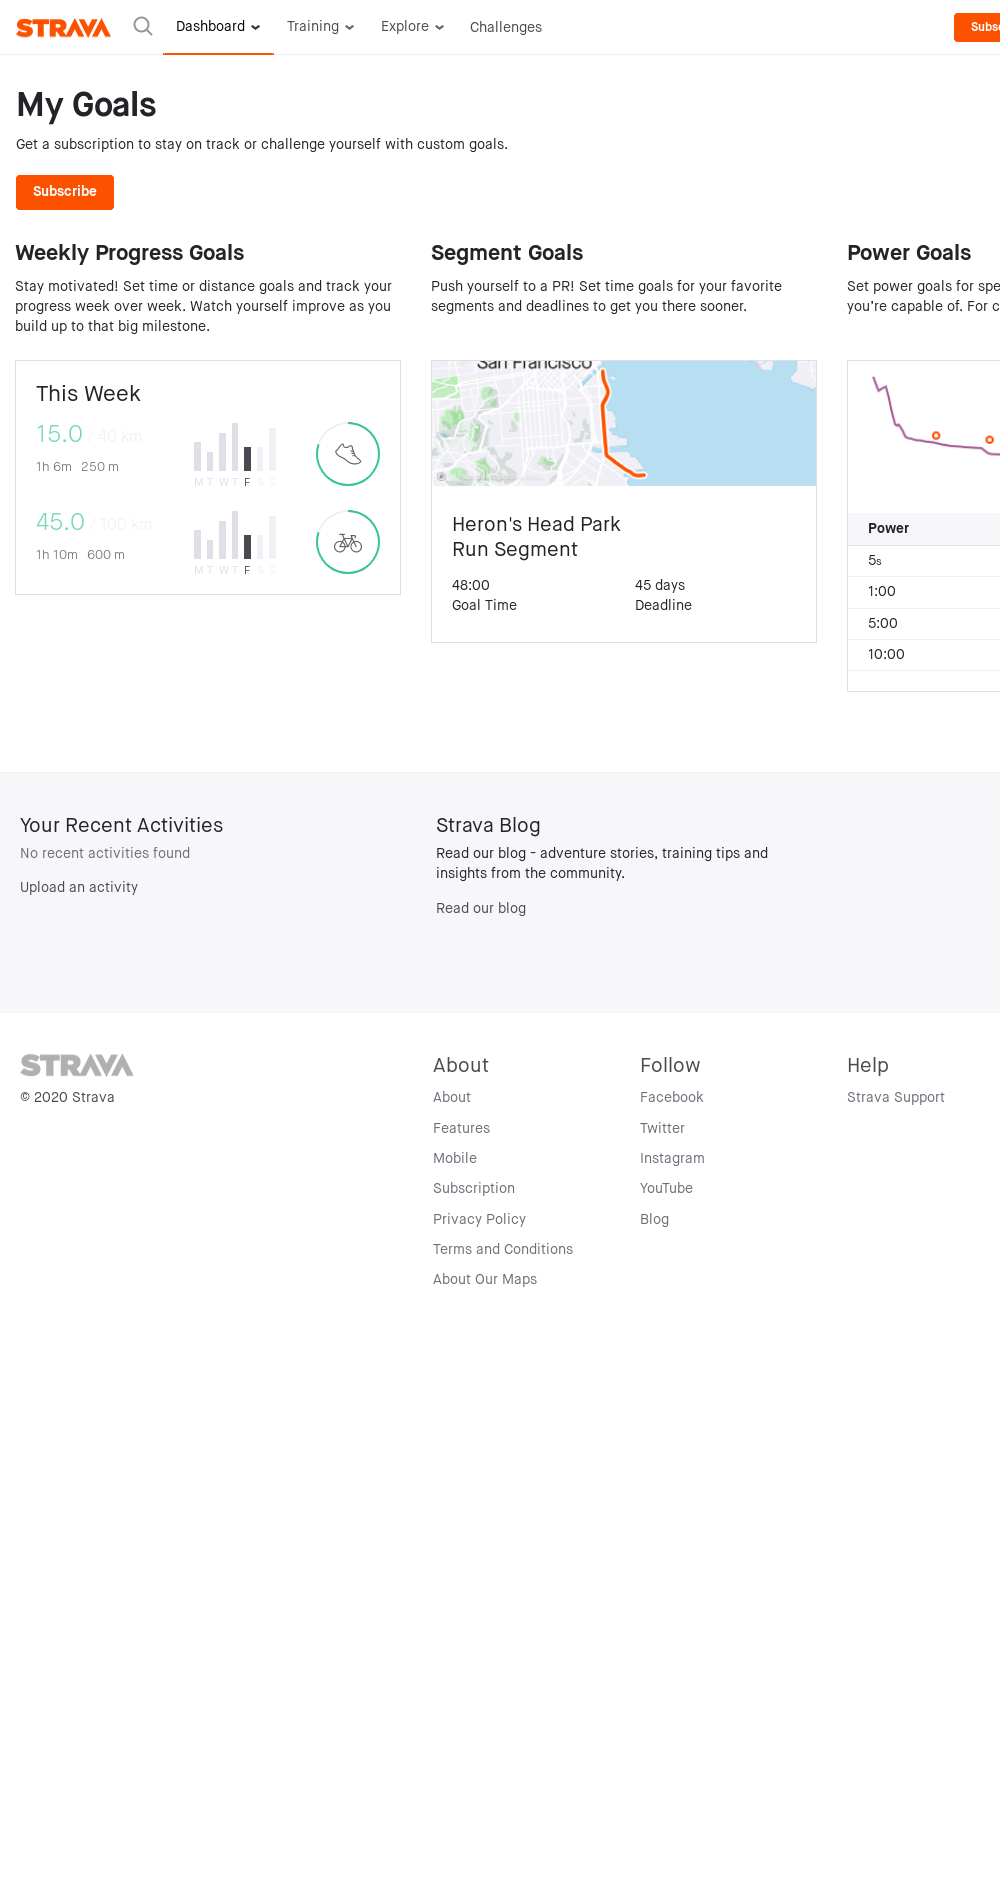 STRAVA
Dashboard
Training
Explore
Challenges
My Goals
Get a subscription to stay on track or challenge yourself with custom goals.
Subscribe
Weekly Progress Goals
Stay motivated! Set time or distance goals and track your
progress week over week. Watch yourself improve as you
build up to that big milestone.
This Week
15.0 / 40 km
1h 6m 250 m
M T W T F S S
45.0 / 100 km
1h 10m 600 m
M T W T F S S
Segment Goals
Push yourself to a PR! Set time goals for your favorite
segments and deadlines to get you there sooner.
San Francisco
Heron's Head Park
Run Segment
48:00
Goal Time
45 days
Deadline
Power Goals
Set power goals for
you're capable of. For
Power
5s
1:00
5:00
10:00
Your Recent Activities
No recent activities found
Upload an activity
Strava Blog
Read our blog - adventure stories, training tips and
insights from the community.
Read our blog
STRAVA
© 2020 Strava
About
About
Features
Mobile
Subscription
Privacy Policy
Terms and Conditions
About Our Maps
Follow
Facebook
Twitter
Instagram
YouTube
Blog
Help
Strava Support